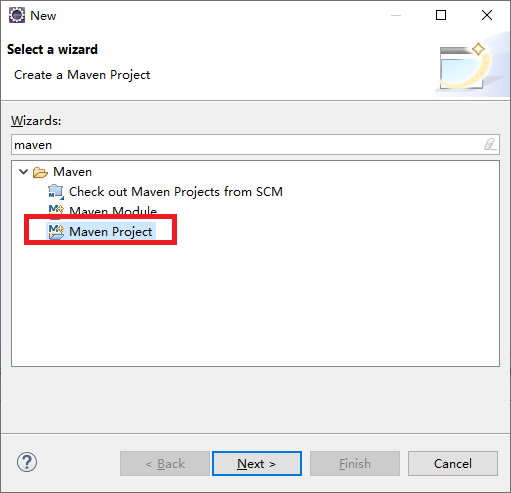 New
Select a wizard
Create a Maven Project
Wizards:
maven
Maven
Check out Maven Projects from SCM
Maven Module
Maven Project
< Back
Next >
Finish
Cancel